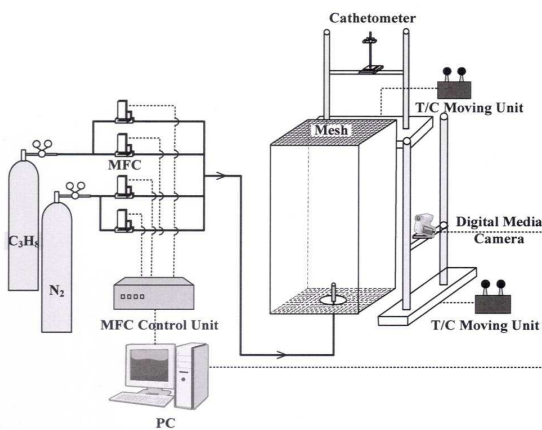 Cathetometer
T/C Moving Unit
Mesh
MFC
C₃H₈
Digital Media
Camera
N₂
MFC Control Unit
T/C Moving Unit
PC